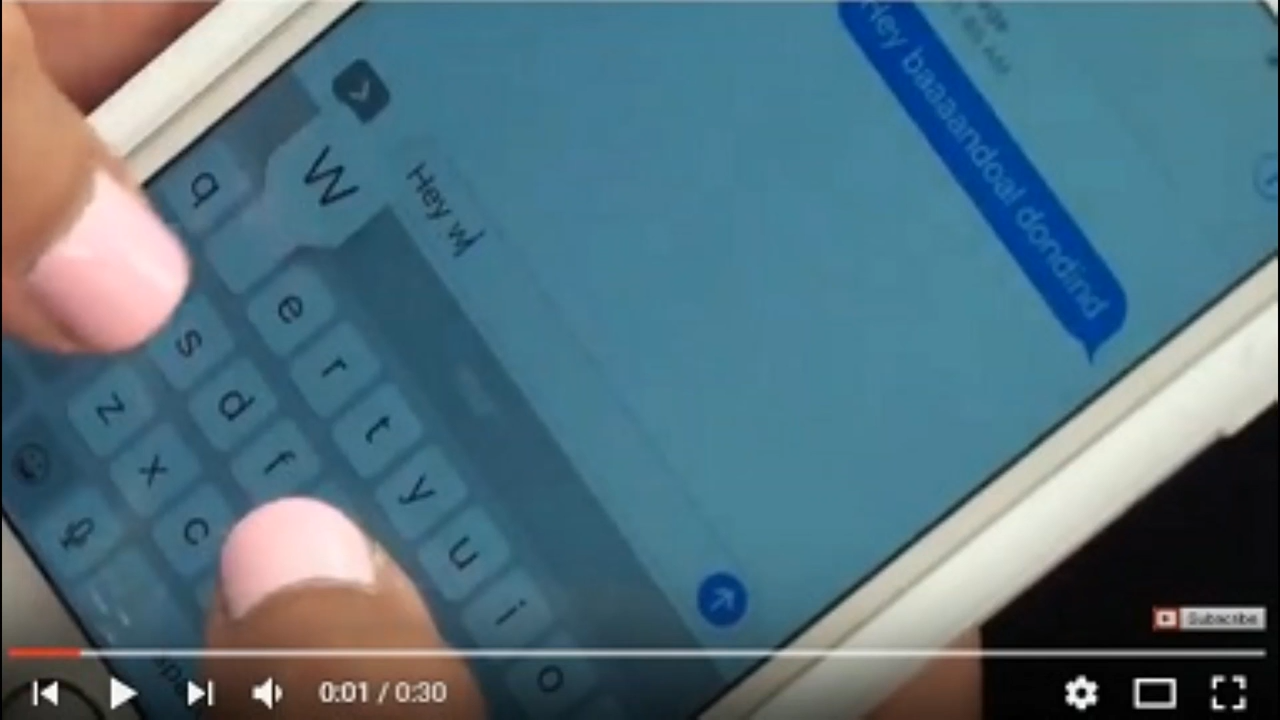 Hey baaaandoal dondind
Hey w
W
q
e r t y u i o
s d f
z x c
Subscribe
0:01 / 0:30